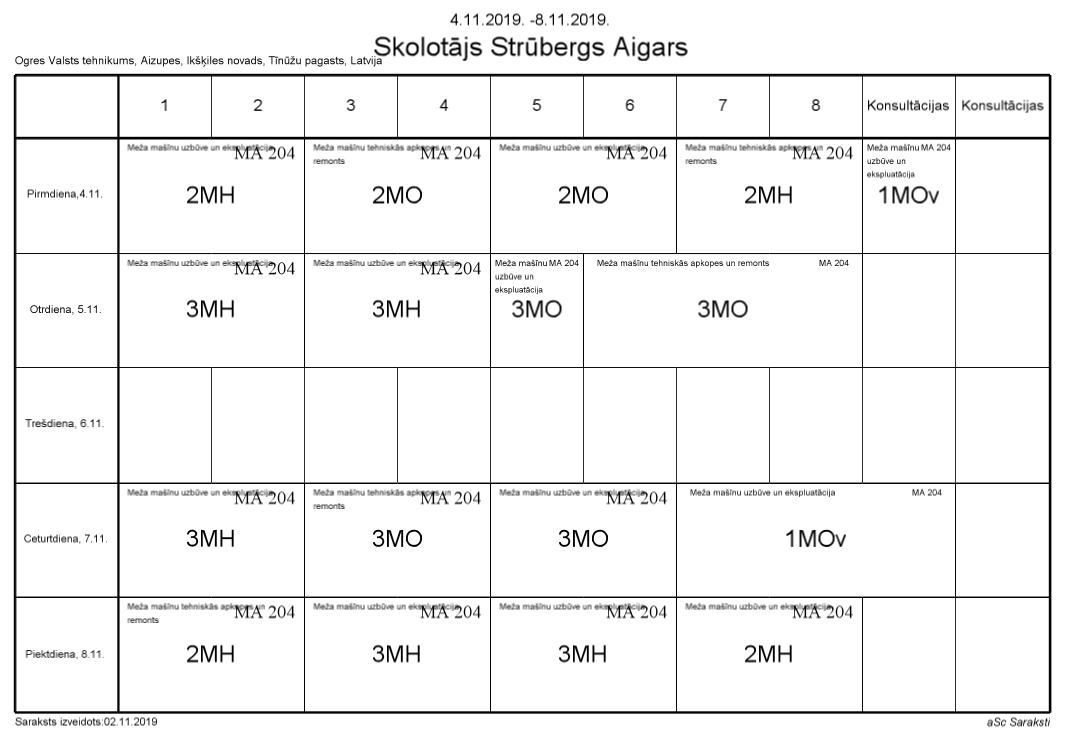 4.11.2019. -8.11.2019.
Skolotājs Strūbergs Aigars
Ogres Valsts tehnikums, Aizupes, Ikšķiles novads, Tīnūžu pagasts, Latvija
1 2 3 4 5 6 7 8 Konsultācijas Konsultācijas
Pirmdiena,4.11.
Meža mašīnu uzbūve un ekspluatācija MA 204
2MH
Meža mašīnu tehniskās apkopes un MA 204
remonts
2MO
Meža mašīnu uzbūve un ekspluatācija MA 204
2MO
Meža mašīnu tehniskās apkopes un MA 204
remonts
2MH
Meža mašīnu MA 204
uzbūve un
ekspluatācija
1MOv
Otrdiena, 5.11.
Meža mašīnu uzbūve un ekspluatācija MA 204
3MH
Meža mašīnu uzbūve un ekspluatācija MA 204
3MH
Meža mašīnu MA 204
uzbūve un
ekspluatācija
3MO
Meža mašīnu tehniskās apkopes un remonts MA 204
3MO
Trešdiena, 6.11.
Ceturtdiena, 7.11.
Meža mašīnu uzbūve un ekspluatācija MA 204
3MH
Meža mašīnu tehniskās apkopes un MA 204
remonts
3MO
Meža mašīnu uzbūve un ekspluatācija MA 204
3MO
Meža mašīnu uzbūve un ekspluatācija MA 204
1MOv
Piektdiena, 8.11.
Meža mašīnu tehniskās apkopes un MA 204
remonts
2MH
Meža mašīnu uzbūve un ekspluatācija MA 204
3MH
Meža mašīnu uzbūve un ekspluatācija MA 204
3MH
Meža mašīnu uzbūve un ekspluatācija MA 204
2MH
Saraksts izveidots:02.11.2019
aSc Saraksti